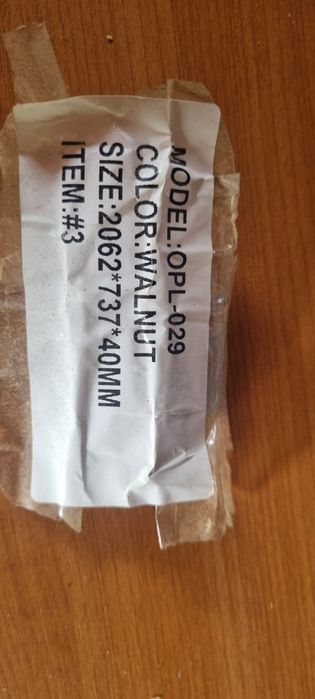 MODEL:OPL-029
COLOR:WALNUT
SIZE:2062*737*40MM
ITEM:#3